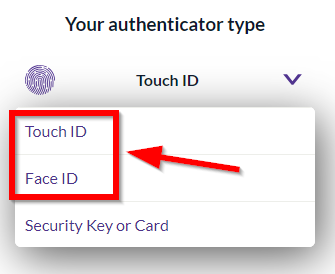 Your authenticator type
Touch ID
Touch ID
Face ID
Security Key or Card